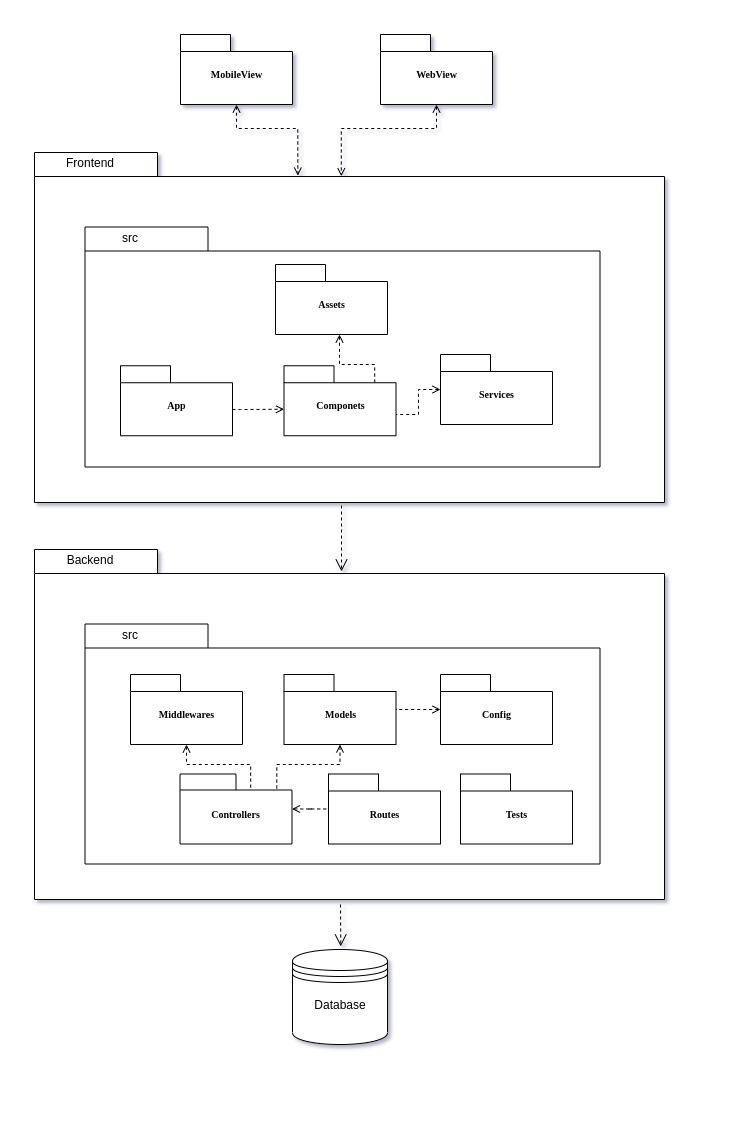 MobileView
WebView
Frontend
src
Assets
App
Componets
Services
Backend
src
Middlewares
Models
Config
Controllers
Routes
Tests
Database